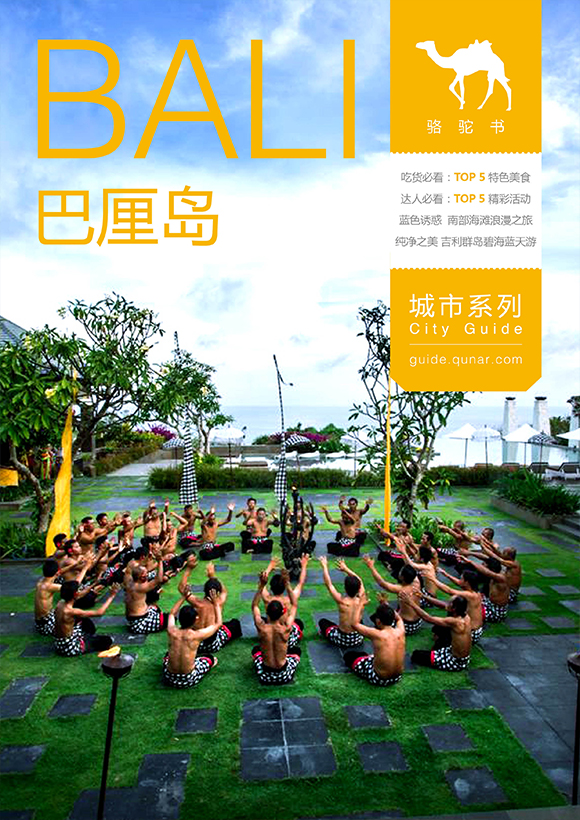 BALI
巴厘岛
骆驼书
吃货必看：TOP 5 特色美食
达人必看：TOP 5 精彩活动
蓝色诱惑 南部海滩浪漫之旅
纯净之美 吉利群岛碧海蓝天游
城市系列
City Guide
guide.qunar.com